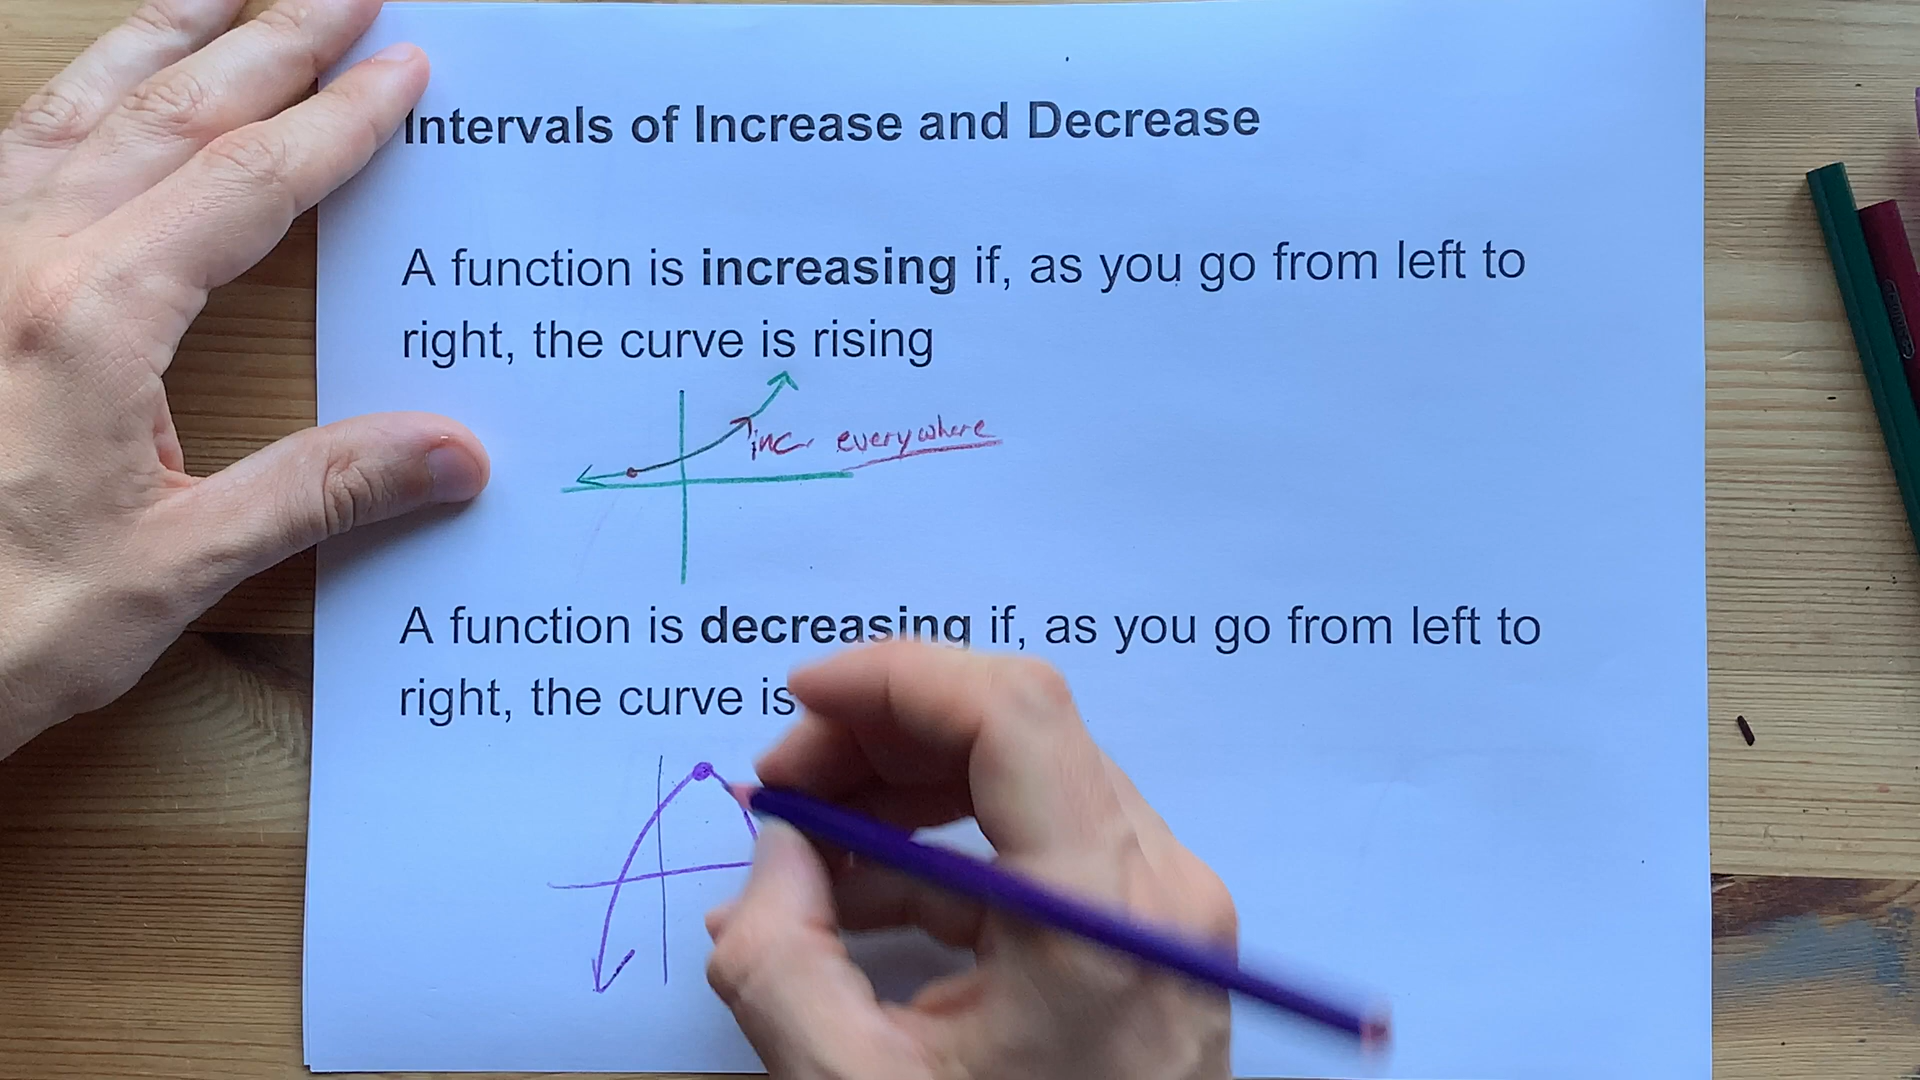 Intervals of Increase and Decrease
A function is increasing if, as you go from left to
right, the curve is rising
incr everywhere
A function is decreasing if, as you go from left to
right, the curve is